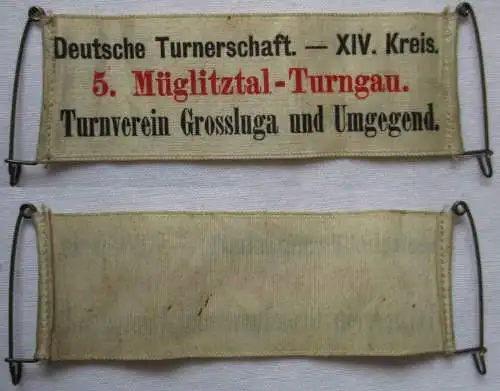 Deutsche Turnerschaft. — XIV. Kreis.
5. Müglitztal-Turngau.
Turnverein Grossluga und Umgegend.